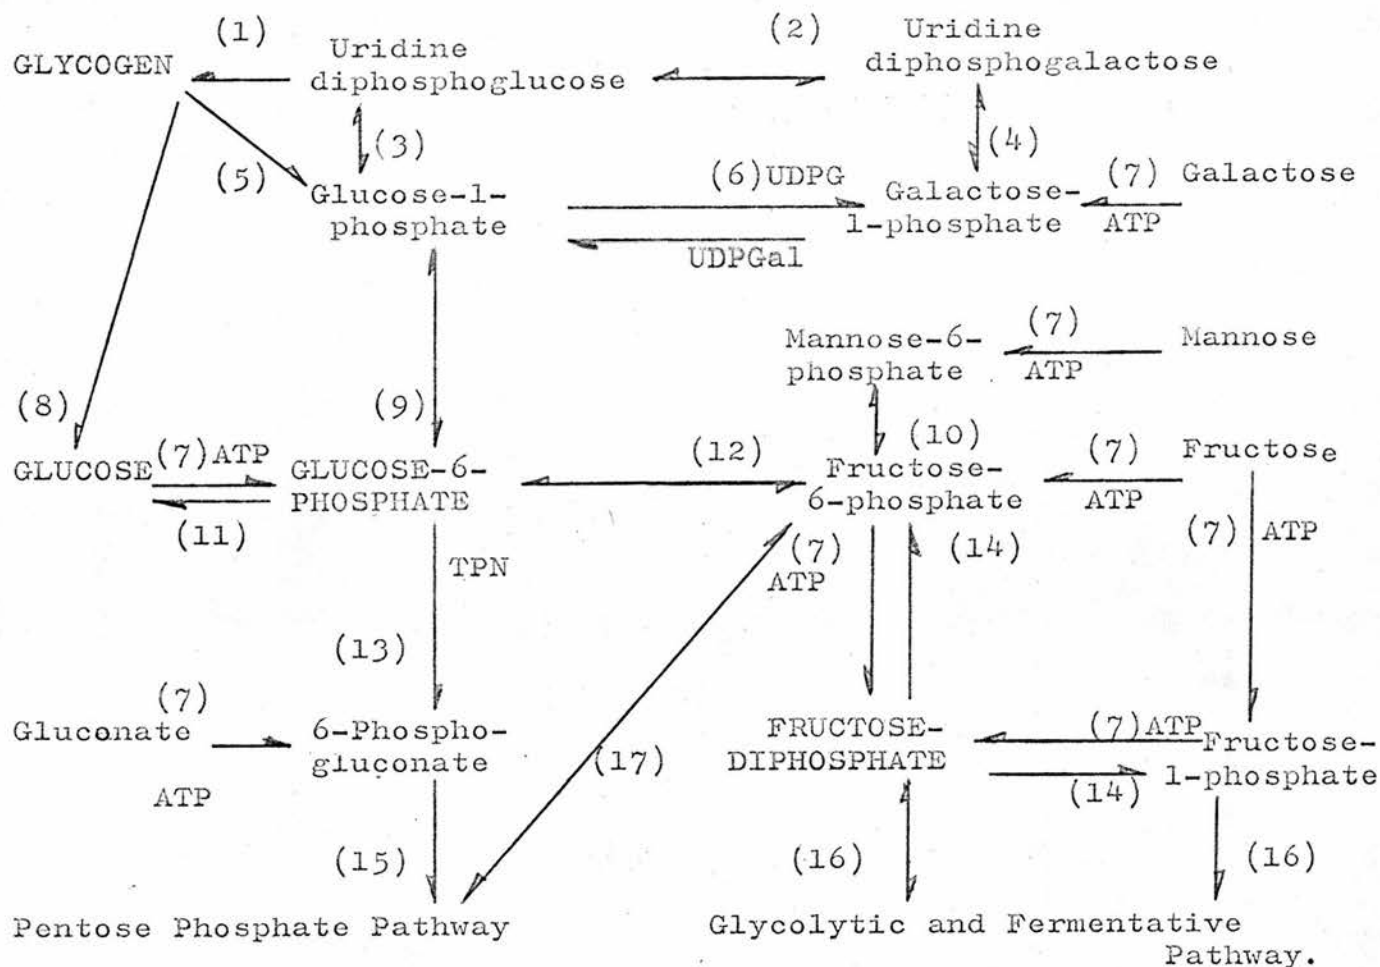 (1)
Uridine
diphosphoglucose
(2)
Uridine
diphosphogalactose
GLYCOGEN
(3)
(4)
(5)
Glucose-1-
phosphate
(6)UDPG
UDPGal
Galactose-
1-phosphate
(7)
ATP
Galactose
Mannose-6-
phosphate
(7)
ATP
Mannose
(8)
(9)
(10)
GLUCOSE
(7)ATP
(11)
GLUCOSE-6-
PHOSPHATE
(12)
Fructose-
6-phosphate
(7)
ATP
Fructose
TPN
(7)
ATP
(14)
(7)
ATP
(13)
(7)
Gluconate
ATP
6-Phospho-
gluconate
(17)
FRUCTOSE-
DIPHOSPHATE
(7)ATP
(14)
Fructose-
1-phosphate
(15)
(16)
(16)
Pentose Phosphate Pathway
Glycolytic and Fermentative
Pathway.